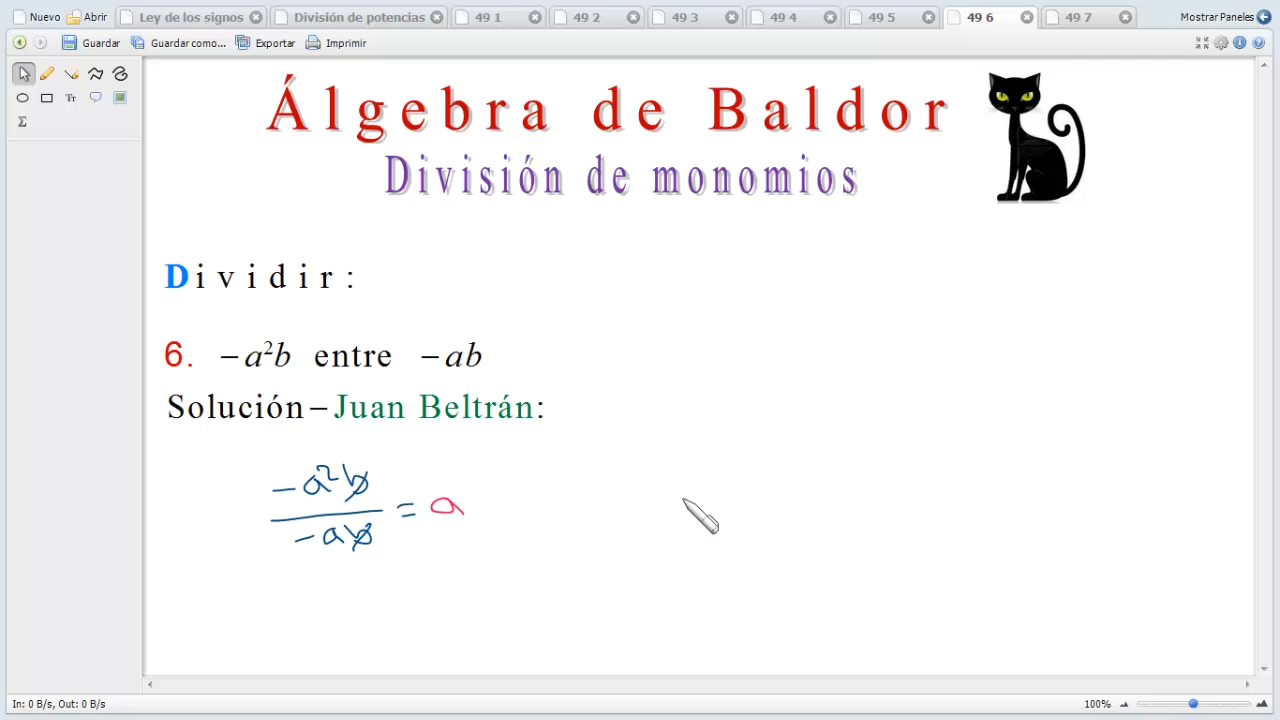 Nuevo Abrir Ley de los signos División de potencias 49 1 49 2 49 3 49 4 49 5 49 6 49 7 Mostrar Paneles
Guardar Guardar como... Exportar Imprimir
Tr
Σ
Álgebra de Baldor
División de monomios
Dividir:
6. −a²b entre −ab
Solución−Juan Beltrán:
−a²b
−ab
= a
In: 0 B/s, Out: 0 B/s 100%